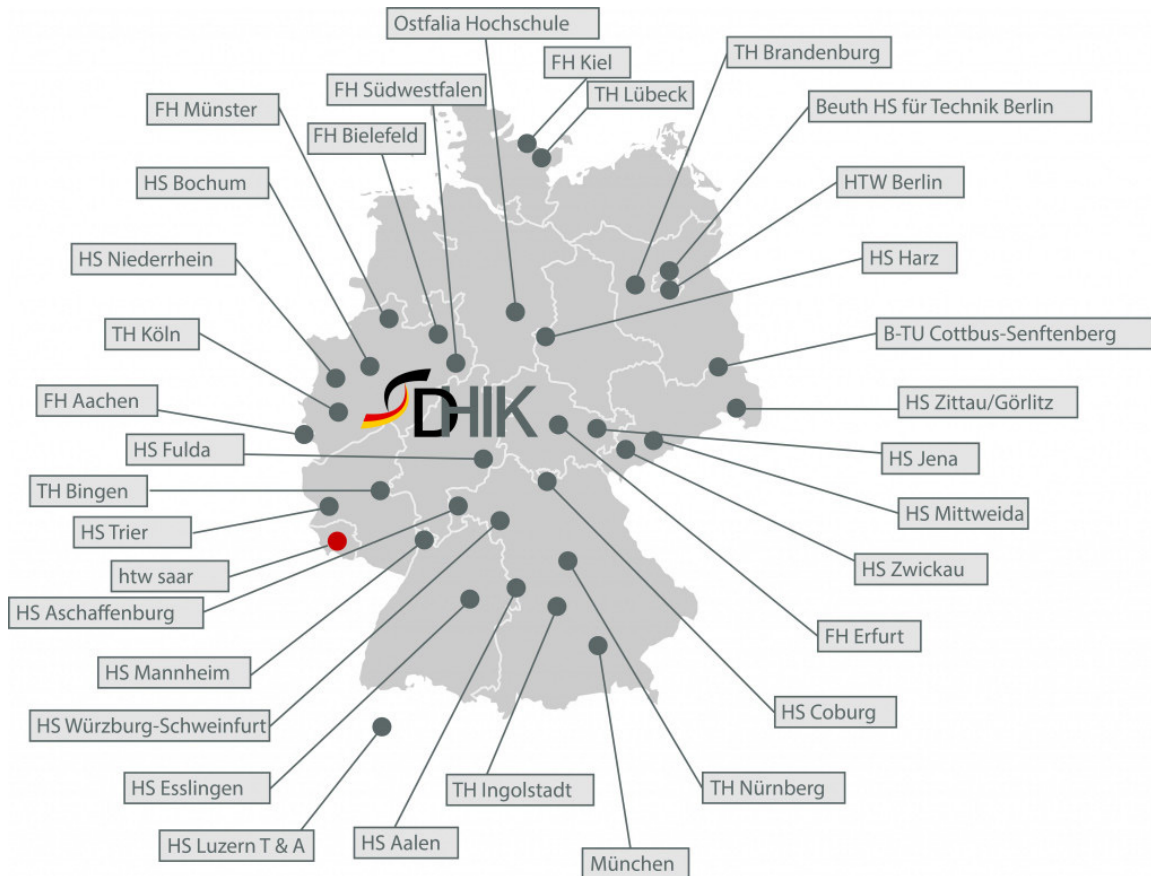 Ostfalia Hochschule
FH Kiel
TH Brandenburg
FH Südwestfalen
TH Lübeck
FH Münster
Beuth HS für Technik Berlin
FH Bielefeld
HS Bochum
HTW Berlin
HS Niederrhein
HS Harz
TH Köln
B-TU Cottbus-Senftenberg
FH Aachen
HS Zittau/Görlitz
DHIK
HS Fulda
HS Jena
TH Bingen
HS Mittweida
HS Trier
HS Zwickau
htw saar
HS Aschaffenburg
FH Erfurt
HS Mannheim
HS Coburg
HS Würzburg-Schweinfurt
HS Esslingen
TH Ingolstadt
TH Nürnberg
HS Luzern T & A
HS Aalen
München